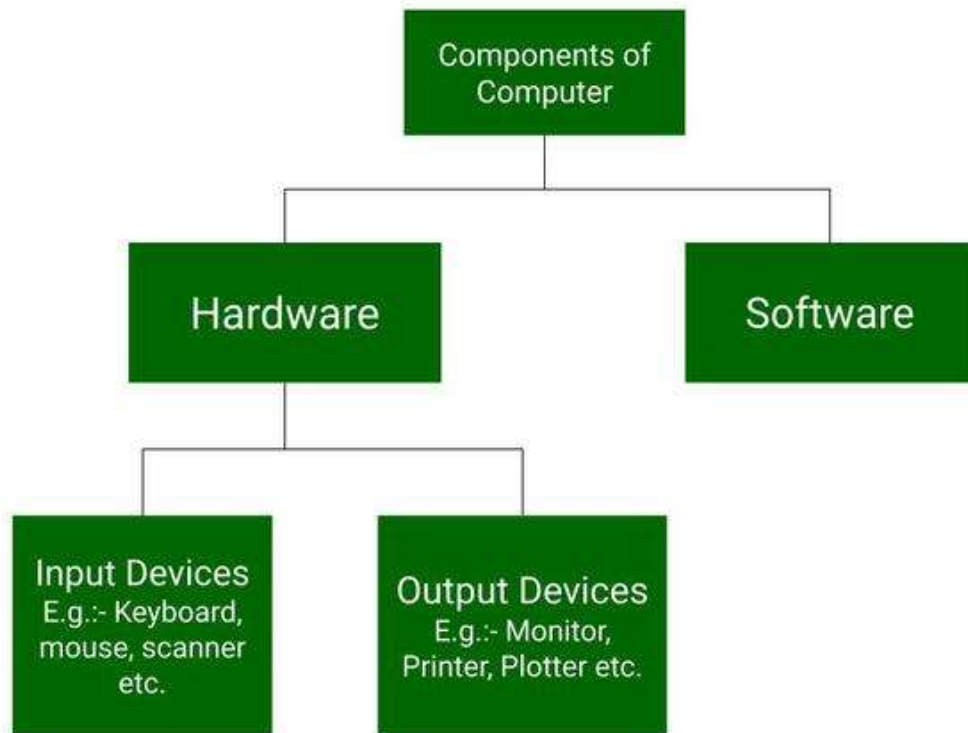 Components of
Computer
Hardware
Software
Input Devices
E.g.:- Keyboard,
mouse, scanner
etc.
Output Devices
E.g.:- Monitor,
Printer, Plotter etc.